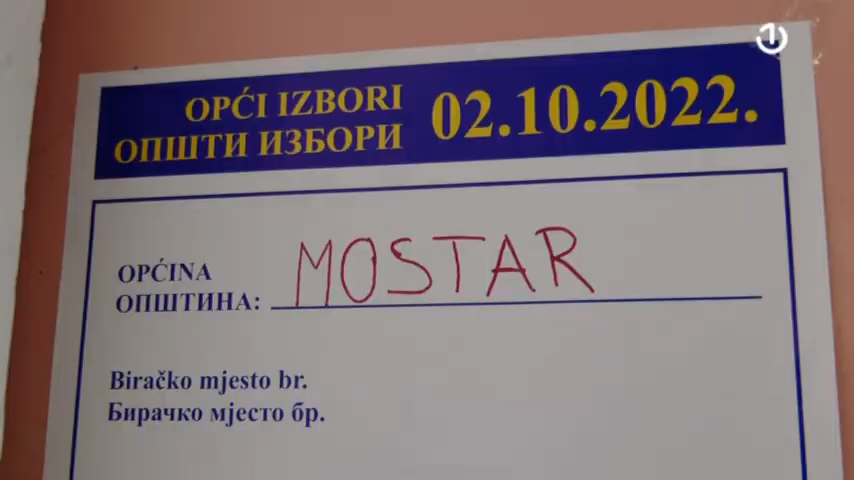 OPĆI IZBORI
ОПШТИ ИЗБОРИ
02.10.2022.
OPĆINA
ОПШТИНА: MOSTAR
Biračko mjesto br.
Бирачко мјесто бр.